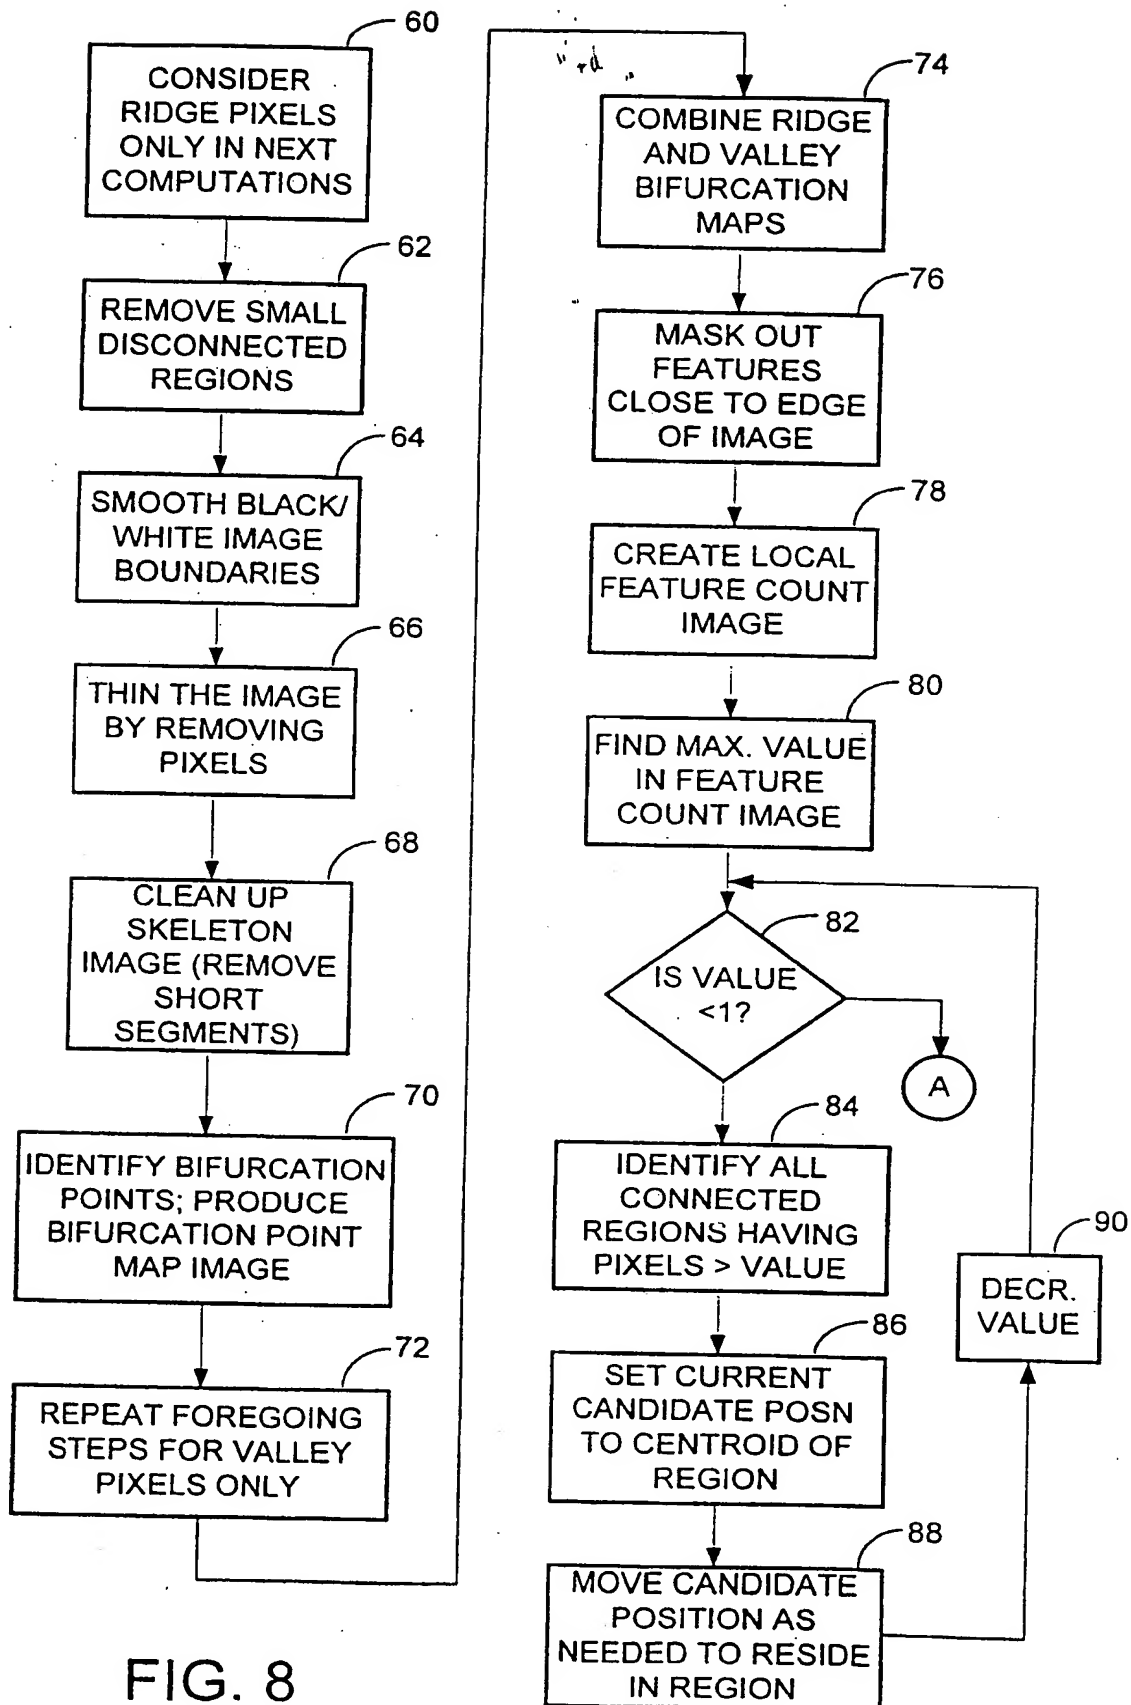 60
CONSIDER
RIDGE PIXELS
ONLY IN NEXT
COMPUTATIONS
62
REMOVE SMALL
DISCONNECTED
REGIONS
64
SMOOTH BLACK/
WHITE IMAGE
BOUNDARIES
66
THIN THE IMAGE
BY REMOVING
PIXELS
68
CLEAN UP
SKELETON
IMAGE (REMOVE
SHORT
SEGMENTS)
70
IDENTIFY BIFURCATION
POINTS; PRODUCE
BIFURCATION POINT
MAP IMAGE
72
REPEAT FOREGOING
STEPS FOR VALLEY
PIXELS ONLY
74
COMBINE RIDGE
AND VALLEY
BIFURCATION
MAPS
76
MASK OUT
FEATURES
CLOSE TO EDGE
OF IMAGE
78
CREATE LOCAL
FEATURE COUNT
IMAGE
80
FIND MAX. VALUE
IN FEATURE
COUNT IMAGE
82
IS VALUE
<1?
A
84
IDENTIFY ALL
CONNECTED
REGIONS HAVING
PIXELS > VALUE
86
SET CURRENT
CANDIDATE POSN
TO CENTROID OF
REGION
88
MOVE CANDIDATE
POSITION AS
NEEDED TO RESIDE
IN REGION
90
DECR.
VALUE
FIG. 8